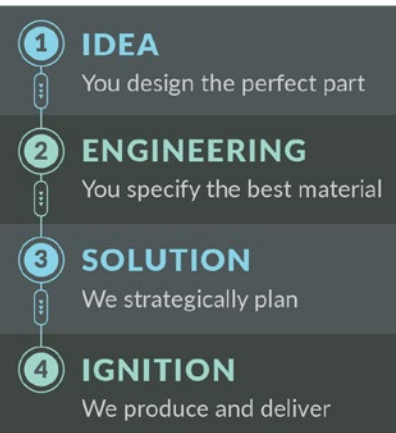 1 IDEA
You design the perfect part
2 ENGINEERING
You specify the best material
3 SOLUTION
We strategically plan
4 IGNITION
We produce and deliver